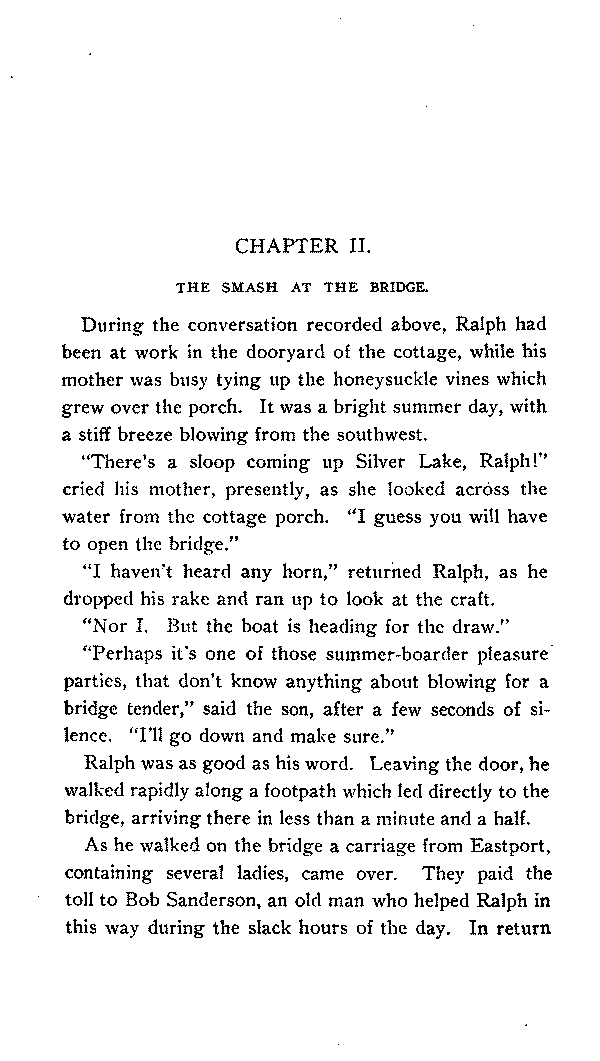 CHAPTER II.
THE SMASH AT THE BRIDGE.
During the conversation recorded above, Ralph had
been at work in the dooryard of the cottage, while his
mother was busy tying up the honeysuckle vines which
grew over the porch. It was a bright summer day, with
a stiff breeze blowing from the southwest.
"There's a sloop coming up Silver Lake, Ralph!"
cried his mother, presently, as she looked across the
water from the cottage porch. "I guess you will have
to open the bridge."
"I haven't heard any horn," returned Ralph, as he
dropped his rake and ran up to look at the craft.
"Nor I. But the boat is heading for the draw."
"Perhaps it's one of those summer-boarder pleasure
parties, that don't know anything about blowing for a
bridge tender," said the son, after a few seconds of si-
lence. "I'll go down and make sure."
Ralph was as good as his word. Leaving the door, he
walked rapidly along a footpath which led directly to the
bridge, arriving there in less than a minute and a half.
As he walked on the bridge a carriage from Eastport,
containing several ladies, came over. They paid the
toll to Bob Sanderson, an old man who helped Ralph in
this way during the slack hours of the day. In return